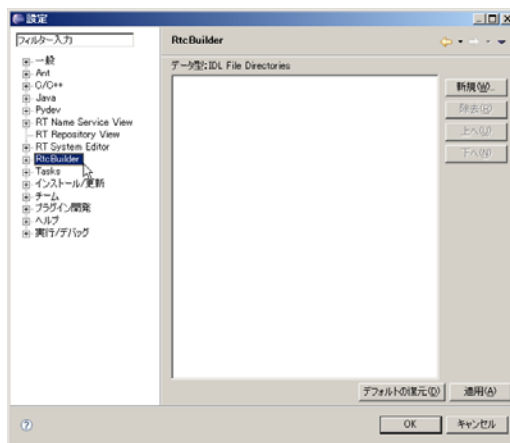 設定
フィルター入力
一般
Ant
C/C++
Java
Pydev
RT Name Service View
RT Repository View
RT System Editor
RtcBuilder
Tasks
インストール/更新
チーム
プラグイン開発
ヘルプ
実行/デバッグ
RtcBuilder
データ型:IDL File Directories
新規(W)...
除去(R)
上へ(U)
下へ(W)
デフォルトの復元(D)
適用(A)
OK
キャンセル